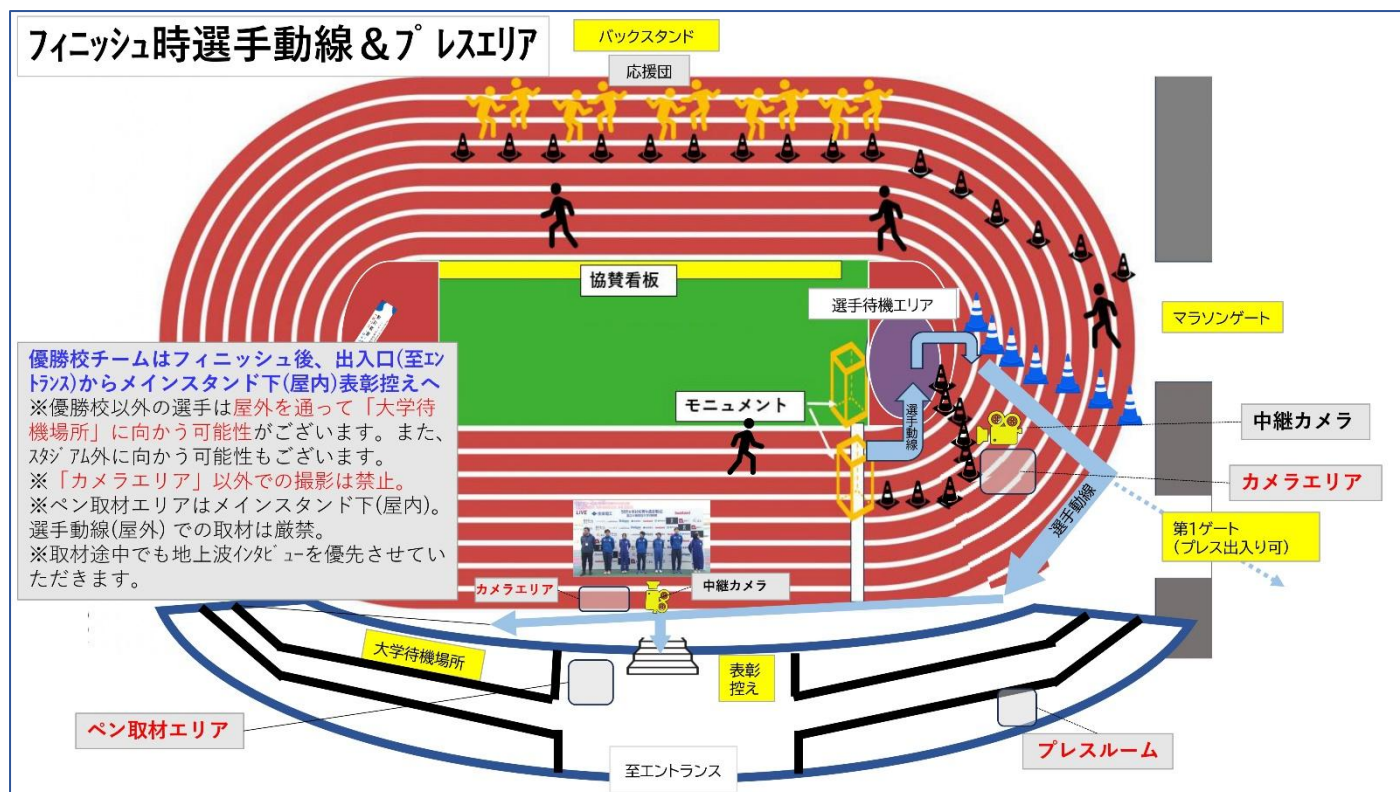 フィニッシュ時選手動線＆プレスエリア
バックスタンド
応援団
協賛看板
選手待機エリア
マラソンゲート
優勝校チームはフィニッシュ後、出入口(至エン
トランス)からメインスタンド下(屋内)表彰控えへ
※優勝校以外の選手は屋外を通って「大学待
機場所」に向かう可能性がございます。また、
スタジアム外に向かう可能性もございます。
※「カメラエリア」以外での撮影は禁止。
※ペン取材エリアはメインスタンド下(屋内)。
選手動線(屋外) での取材は厳禁。
※取材途中でも地上波インタビューを優先させてい
ただきます。
モニュメント
選手動線
中継カメラ
カメラエリア
選手動線
第1ゲート
（プレス出入り可）
LIVE
カメラエリア
中継カメラ
大学待機場所
表彰
控え
ペン取材エリア
プレスルーム
至エントランス